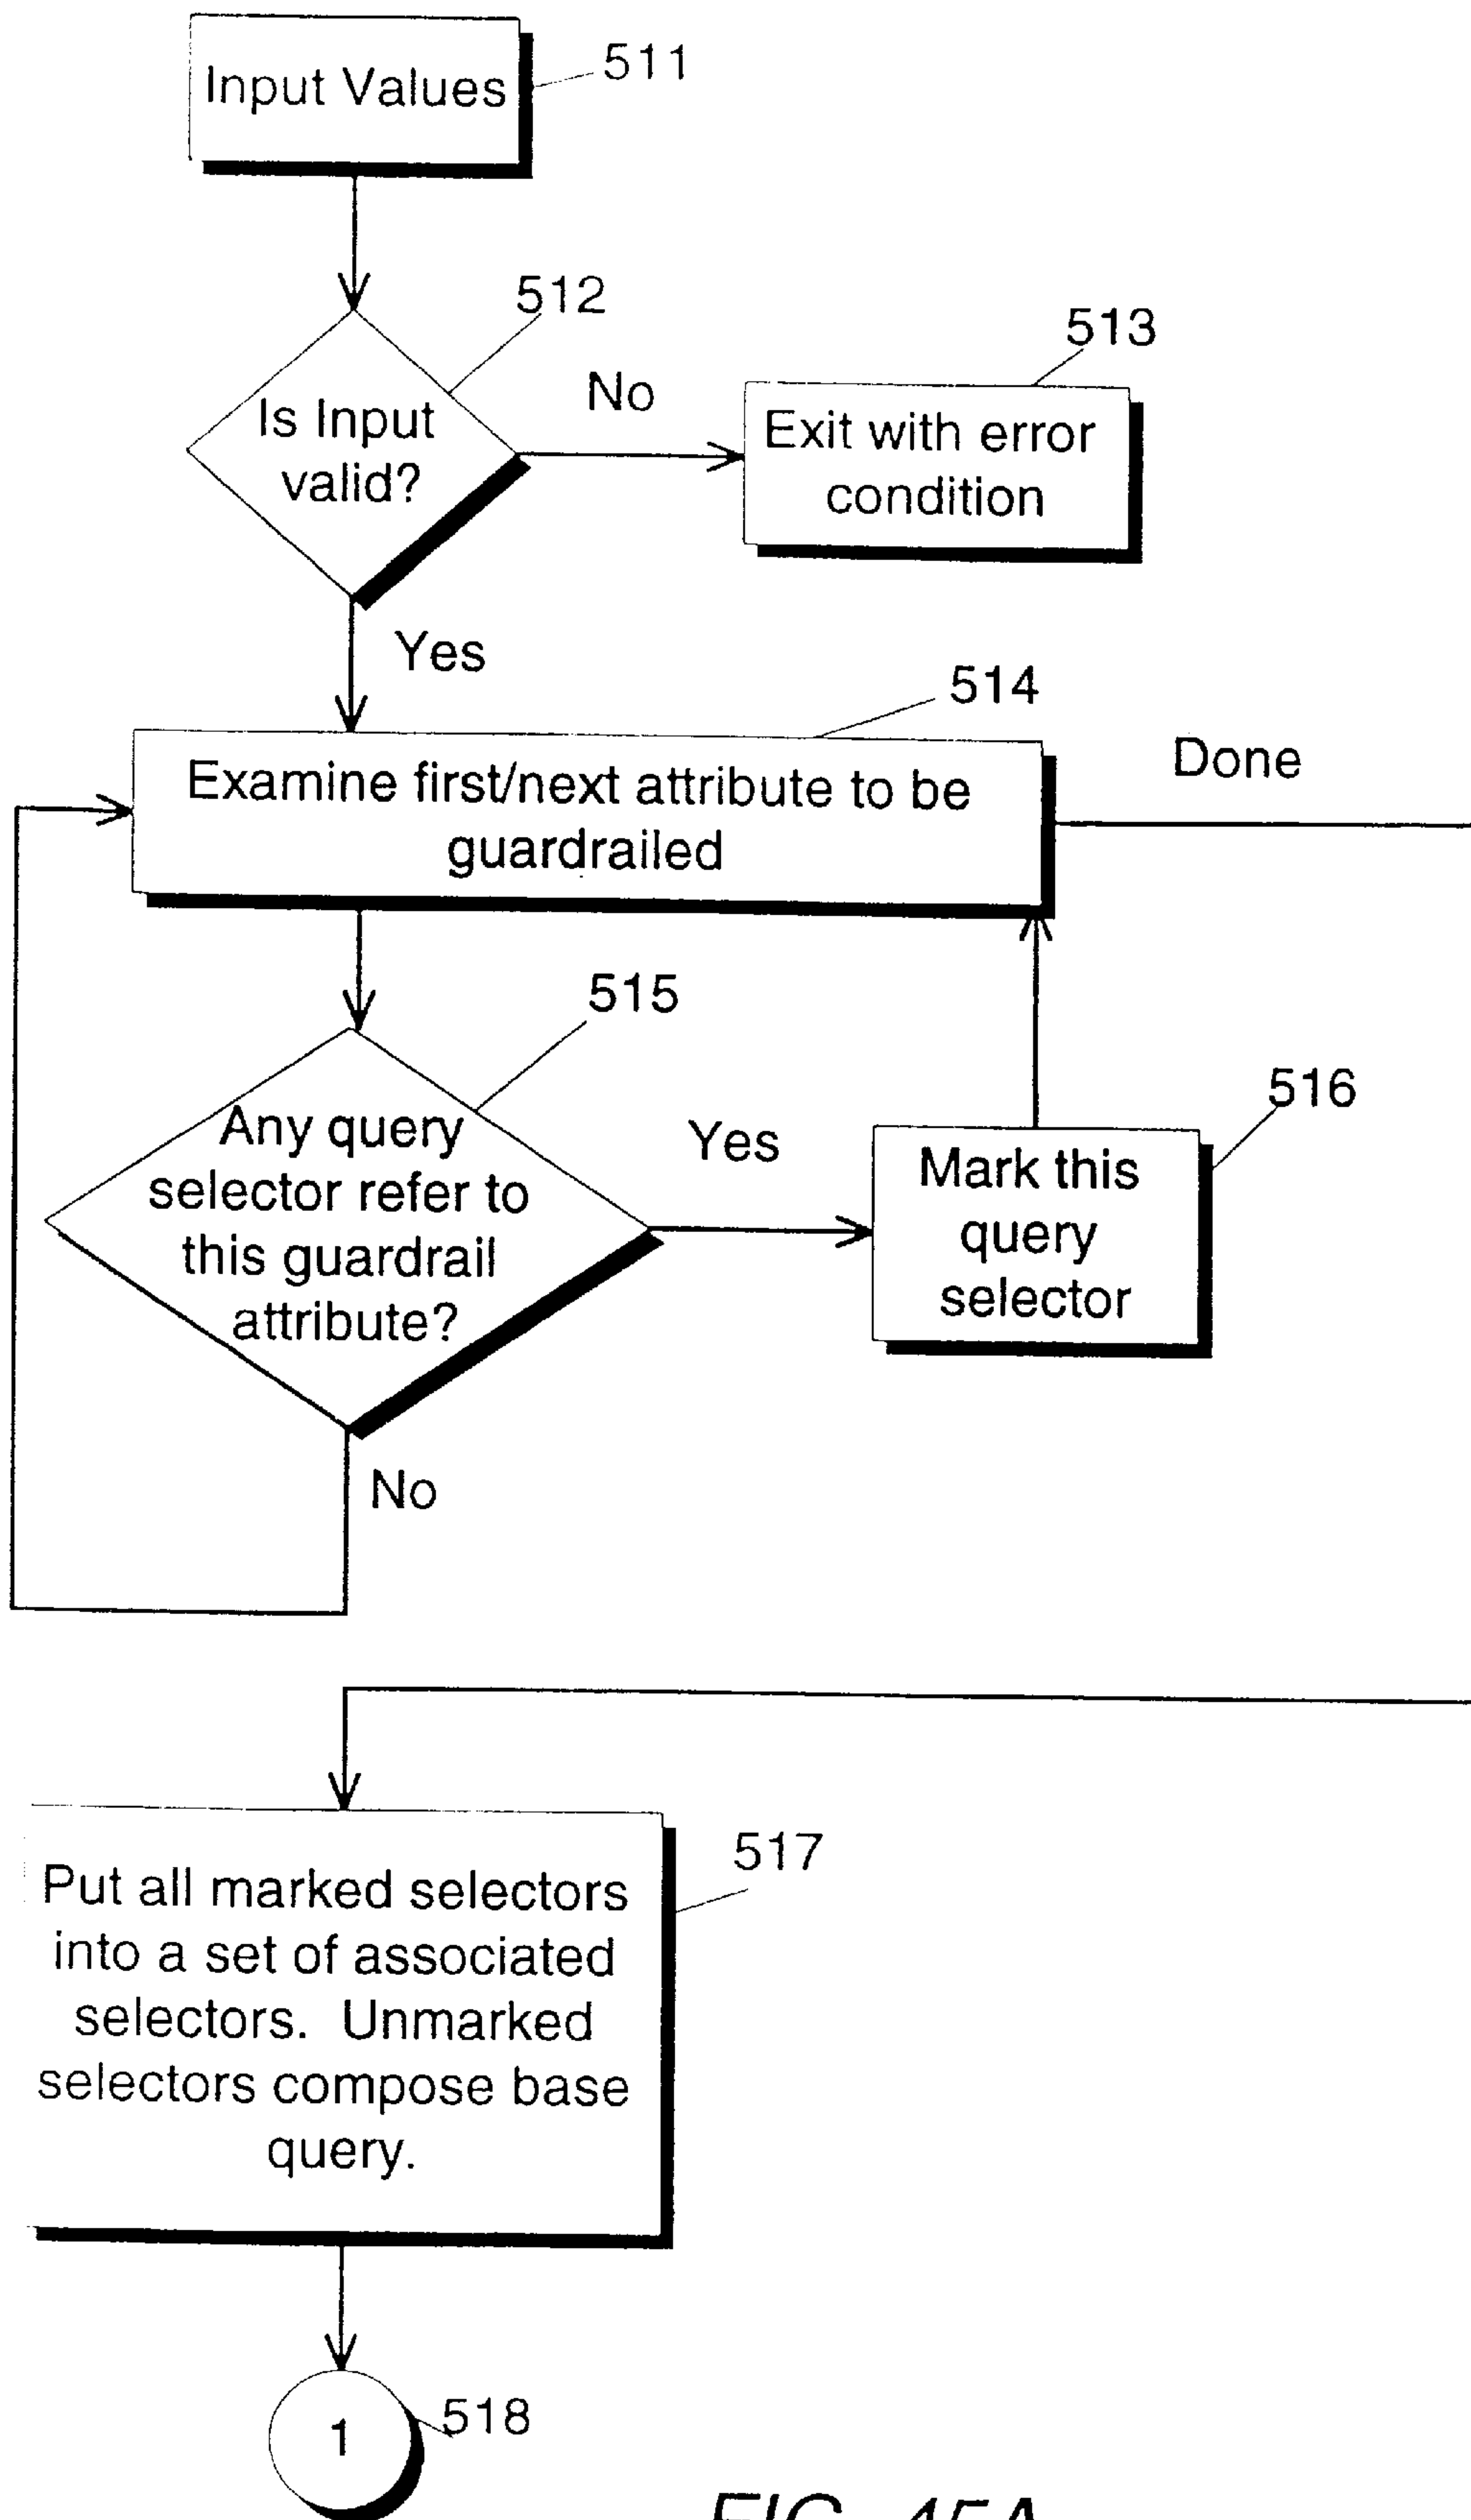 Input Values
511
512
Is Input
valid?
No
513
Exit with error
condition
Yes
514
Examine first/next attribute to be
guardrailed
Done
515
Any query
selector refer to
this guardrail
attribute?
Yes
516
Mark this
query
selector
No
517
Put all marked selectors
into a set of associated
selectors. Unmarked
selectors compose base
query.
1
518
FIG. 45A